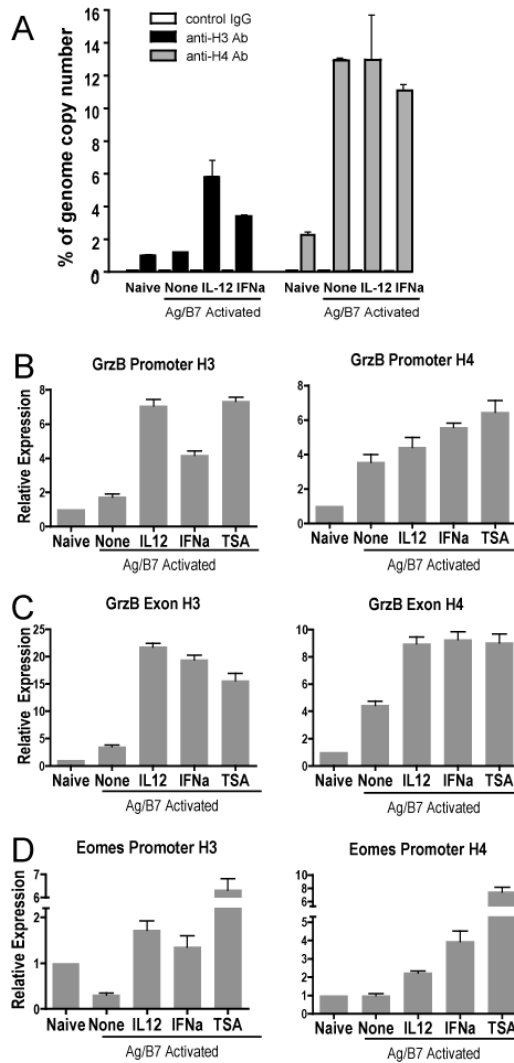 A
control IgG
anti-H3 Ab
anti-H4 Ab
% of genome copy number
16
14
12
10
8
6
4
2
0
Naive None IL-12 IFNa Naive None IL-12 IFNa
Ag/B7 Activated Ag/B7 Activated
B
GrzB Promoter H3
Relative Expression
8
6
4
2
0
Naive None IL12 IFNa TSA
Ag/B7 Activated
GrzB Promoter H4
8
6
4
2
0
Naive None IL12 IFNa TSA
Ag/B7 Activated
C
GrzB Exon H3
Relative Expression
25
20
15
10
5
0
Naive None IL12 IFNa TSA
Ag/B7 Activated
GrzB Exon H4
10
8
6
4
2
0
Naive None IL12 IFNa TSA
Ag/B7 Activated
D
Eomes Promoter H3
Relative Expression
7
6
2
1
0
Naive None IL12 IFNa TSA
Ag/B7 Activated
Eomes Promoter H4
10
8
6
5
4
3
2
1
0
Naive None IL12 IFNa TSA
Ag/B7 Activated